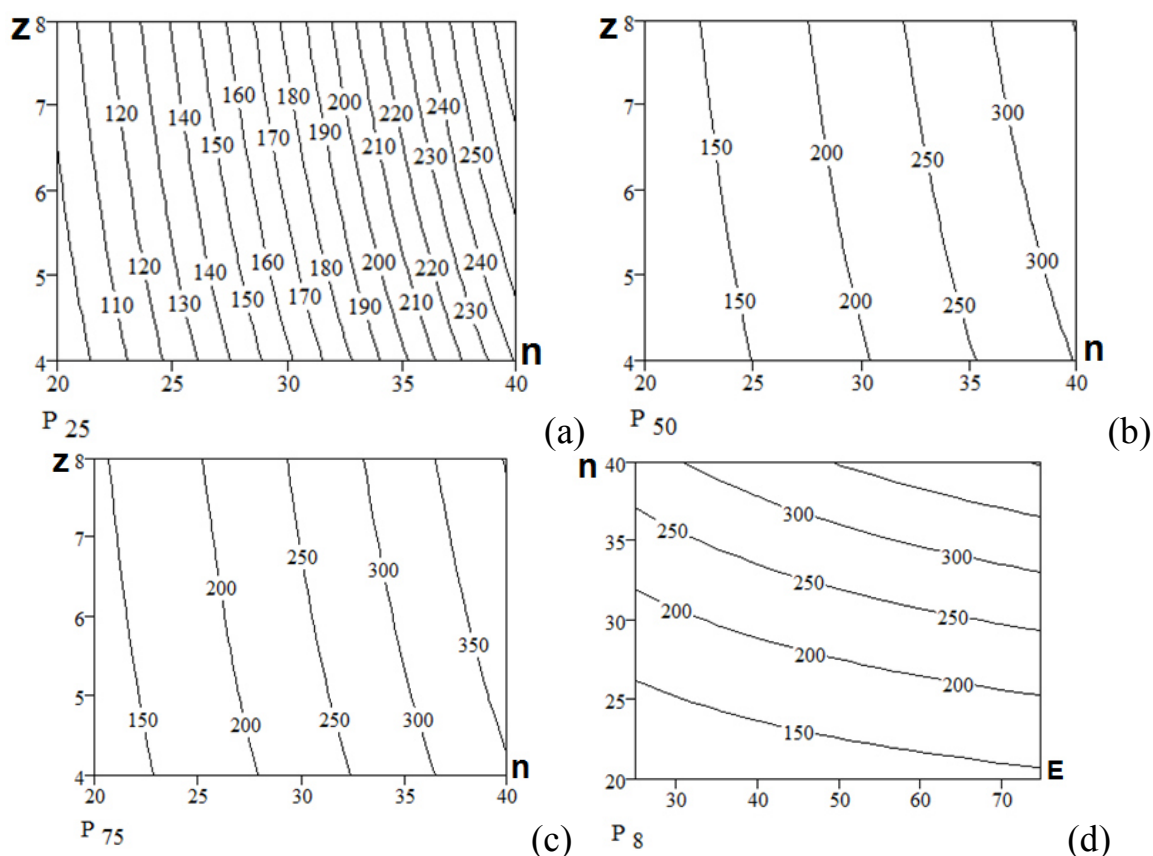 z 8
7
6
5
4
120 140 160 180 200 220 240
150 170 190 210 230 250
120 140 160 180 200 220 240
110 130 150 170 190 210 230
n
20 25 30 35 40
P 25
(a)
z 8
7
6
5
4
150 200 250 300
150 200 250 300
n
20 25 30 35 40
P 50
(b)
z 8
7
6
5
4
200 250 300 350
150 200 250 300
n
20 25 30 35 40
P 75
(c)
n 40
35
30
25
20
300 300
250 250 250
200 200 200
150
E
30 40 50 60 70
P 8
(d)